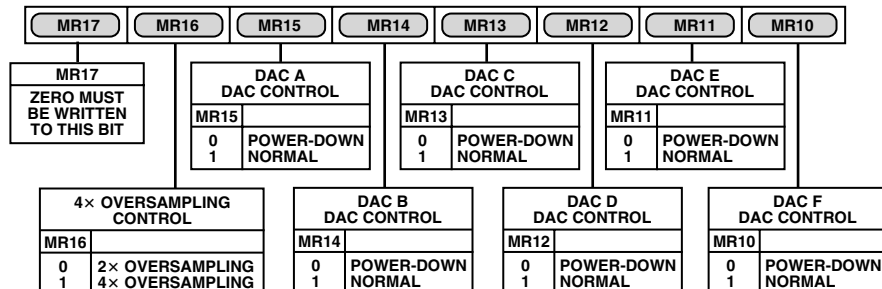 MR17 MR16 MR15 MR14 MR13 MR12 MR11 MR10
MR17
ZERO MUST
BE WRITTEN
TO THIS BIT
DAC A
DAC CONTROL
MR15
0 POWER-DOWN
1 NORMAL
DAC C
DAC CONTROL
MR13
0 POWER-DOWN
1 NORMAL
DAC E
DAC CONTROL
MR11
0 POWER-DOWN
1 NORMAL
4× OVERSAMPLING
CONTROL
MR16
0 2× OVERSAMPLING
1 4× OVERSAMPLING
DAC B
DAC CONTROL
MR14
0 POWER-DOWN
1 NORMAL
DAC D
DAC CONTROL
MR12
0 POWER-DOWN
1 NORMAL
DAC F
DAC CONTROL
MR10
0 POWER-DOWN
1 NORMAL